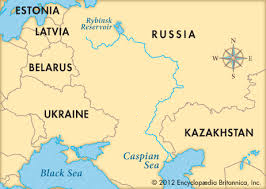 ESTONIA
LATVIA
BELARUS
UKRAINE
Rybinsk
Reservoir
RUSSIA
KAZAKHSTAN
Caspian
Sea
Black Sea
© 2012 Encyclopædia Britannica, Inc.